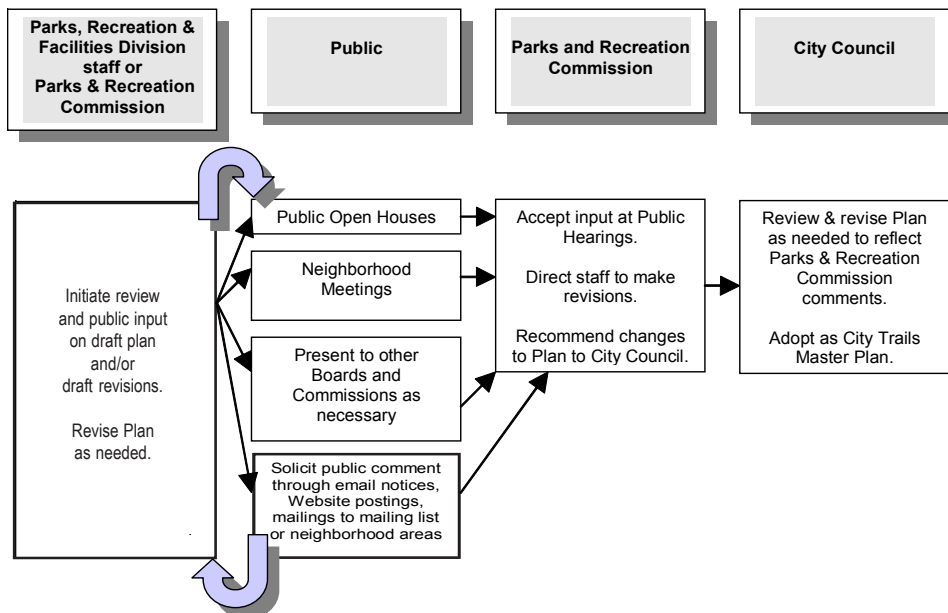 Parks, Recreation &
Facilities Division
staff or
Parks & Recreation
Commission
Public
Parks and Recreation
Commission
City Council
Initiate review
and public input
on draft plan
and/or
draft revisions.
Revise Plan
as needed.
Public Open Houses
Neighborhood
Meetings
Present to other
Boards and
Commissions as
necessary
Solicit public comment
through email notices,
Website postings,
mailings to mailing list
or neighborhood areas
Accept input at Public
Hearings.
Direct staff to make
revisions.
Recommend changes
to Plan to City Council.
Review & revise Plan
as needed to reflect
Parks & Recreation
Commission
comments.
Adopt as City Trails
Master Plan.